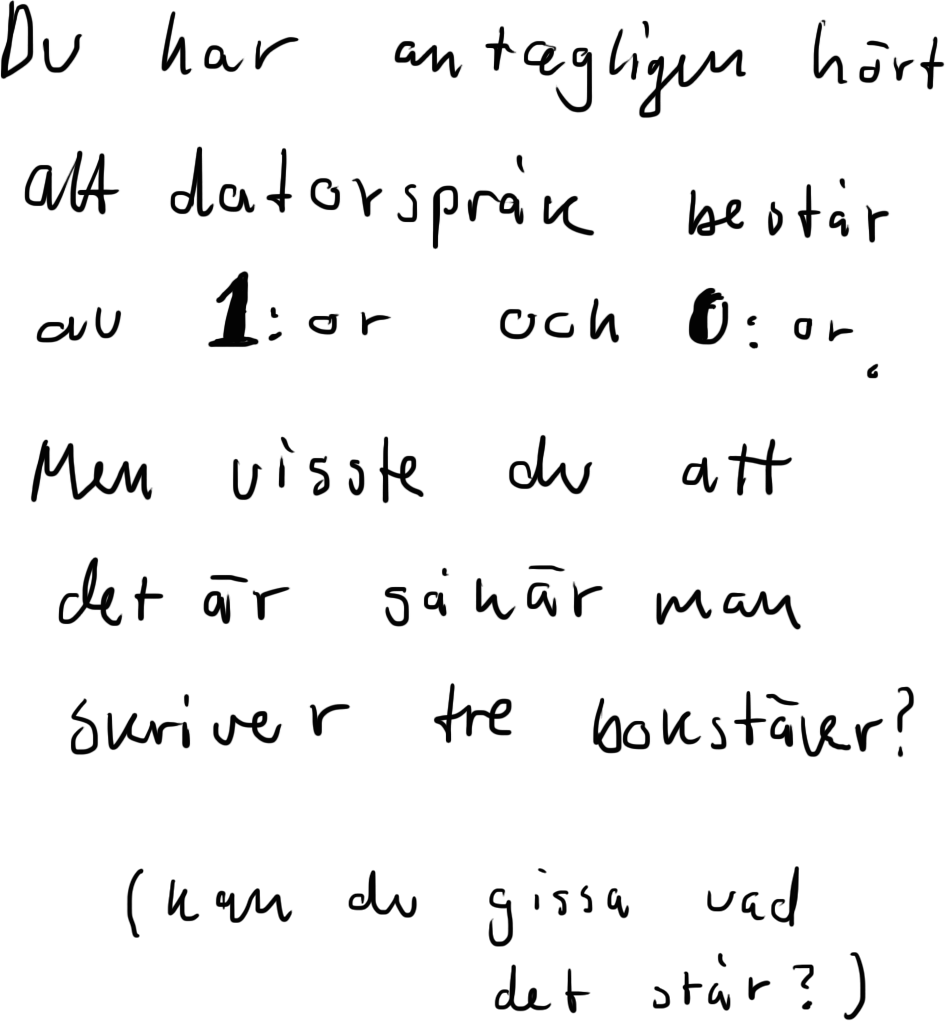 Du har antagligen hört
att datorspråk består
av 1:or och 0:or.
Men visste du att
det är såhär man
skriver tre bokstäver?
(kan du gissa vad
det står?)